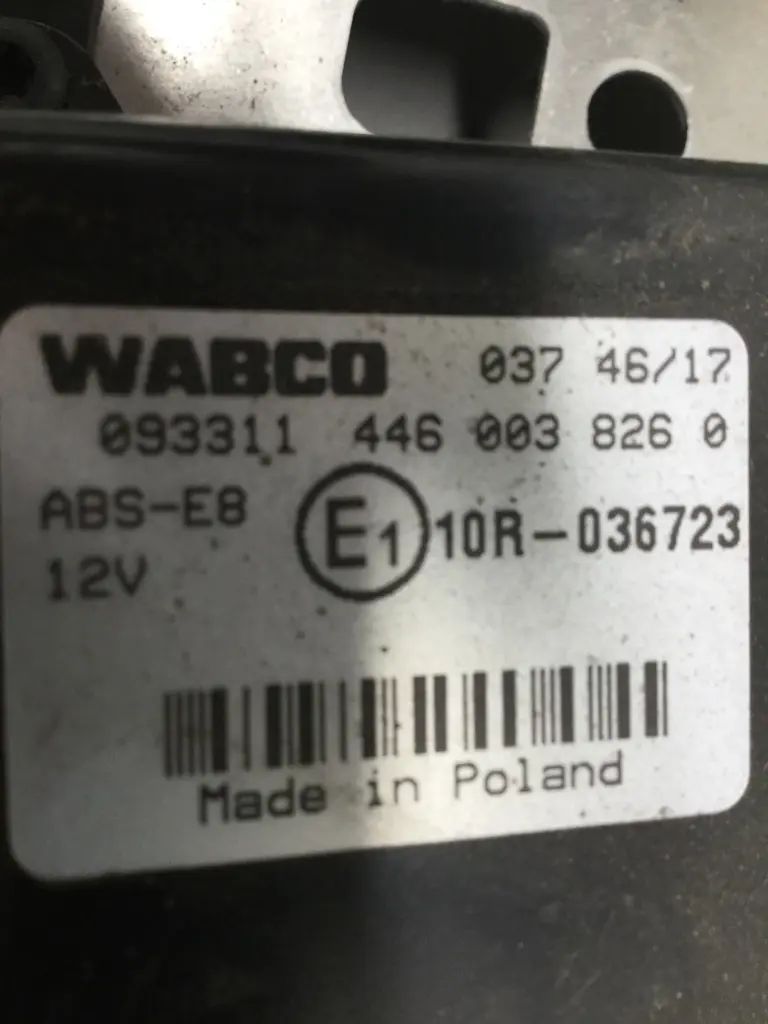 WABCO 037 46/17
093311 446 003 826 0
ABS-E8 E1 10R-036723
12V
Made in Poland